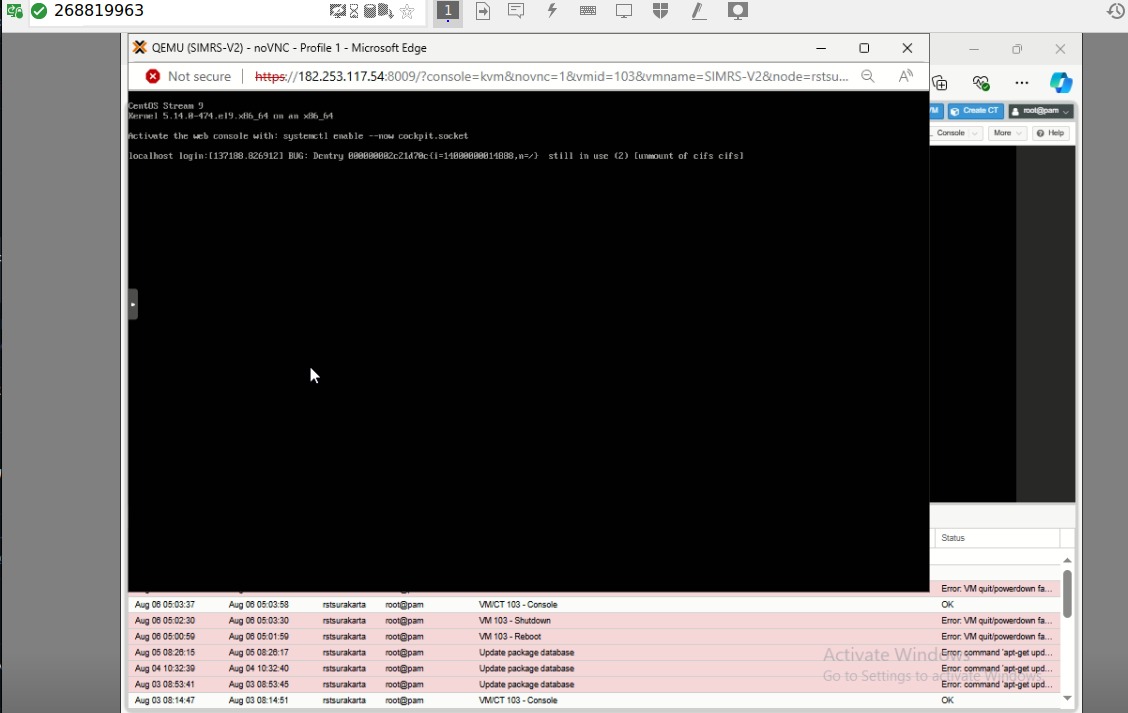 268819963
1
QEMU (SIMRS-V2) - noVNC - Profile 1 - Microsoft Edge
Not secure https://182.253.117.54:8009/?console=kvm&novnc=1&vmid=103&vmname=SIMRS-V2&node=rstsu...
CentOS Stream 9
Kernel 5.14.0-474.el9.x86_64 on an x86_64
Activate the web console with: systemctl enable --now cockpit.socket
localhost login:[137188.826912] BUG: Dentry 000000002c21d70c{i=14000000014888,n=/} still in use (2) [unmount of cifs cifs]
VM Create CT root@pam
Console More Help
Status
Error: VM quit/powerdown fa...
Aug 06 05:03:37 Aug 06 05:03:58 rstsurakarta root@pam VM/CT 103 - Console OK
Aug 06 05:02:30 Aug 06 05:03:30 rstsurakarta root@pam VM 103 - Shutdown Error: VM quit/powerdown fa...
Aug 06 05:00:59 Aug 06 05:01:59 rstsurakarta root@pam VM 103 - Reboot Error: VM quit/powerdown fa...
Aug 05 08:26:15 Aug 05 08:26:17 rstsurakarta root@pam Update package database Error: command 'apt-get upd...
Aug 04 10:32:39 Aug 04 10:32:40 rstsurakarta root@pam Update package database Error: command 'apt-get upd...
Aug 03 08:53:41 Aug 03 08:53:45 rstsurakarta root@pam Update package database Error: command 'apt-get upd...
Aug 03 08:14:47 Aug 03 08:14:51 rstsurakarta root@pam VM/CT 103 - Console OK
Activate Windows
Go to Settings to activate Windows.